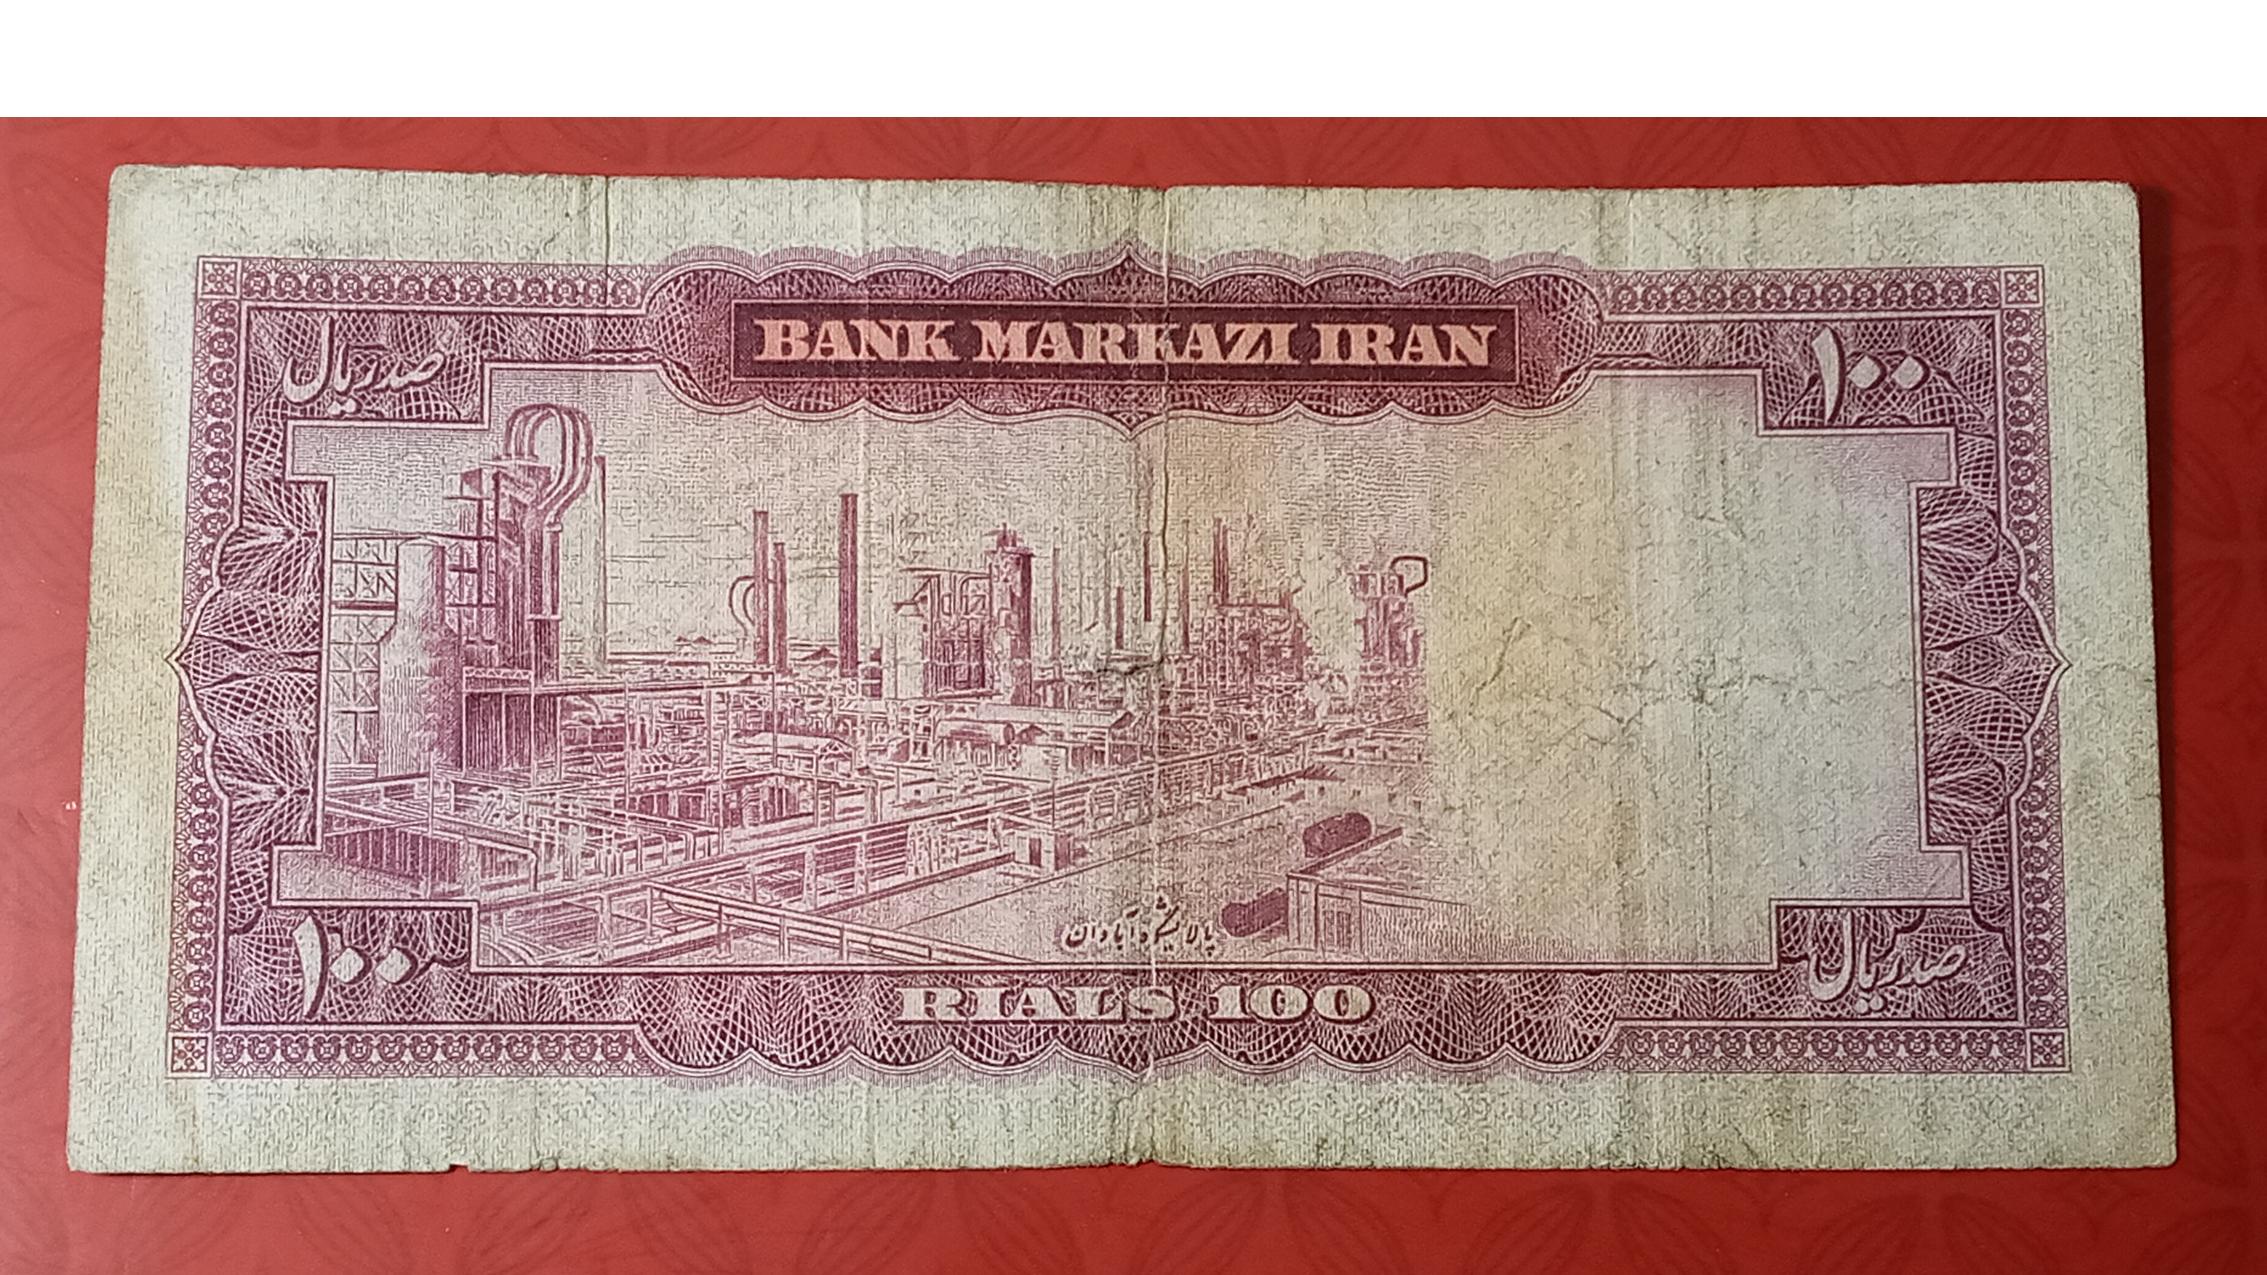 BANK MARKAZI IRAN
صد ریال
۱۰۰
پالایشگاه آبادان
۱۰۰
RIALS 100
صد ریال